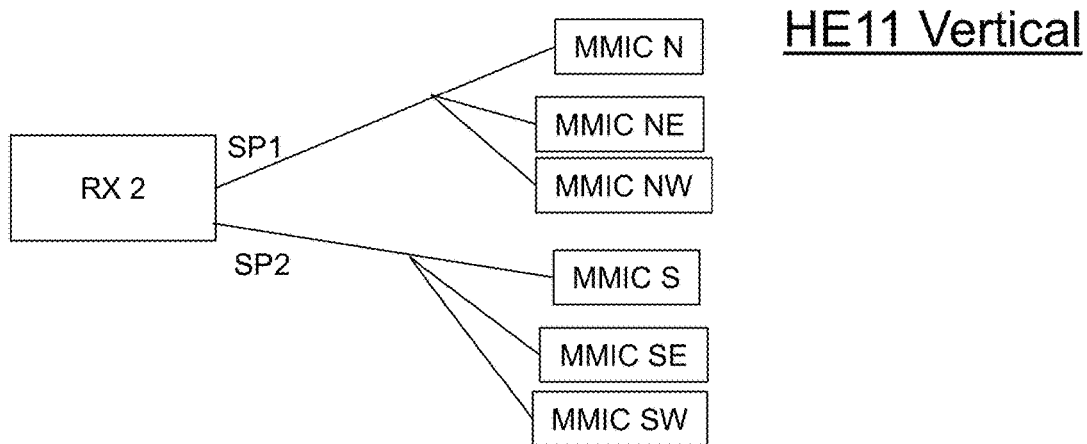 HE11 Vertical
MMIC N
MMIC NE
SP1
RX 2
MMIC NW
SP2
MMIC S
MMIC SE
MMIC SW